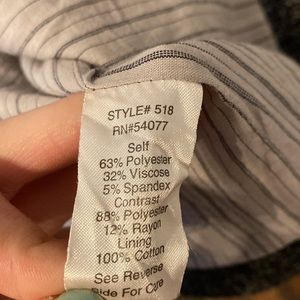 STYLE# 518
RN#54077
Self
63% Polyester
32% Viscose
5% Spandex
Contrast
88% Polyester
12% Rayon
Lining
100% Cotton
See Reverse
Side For Care